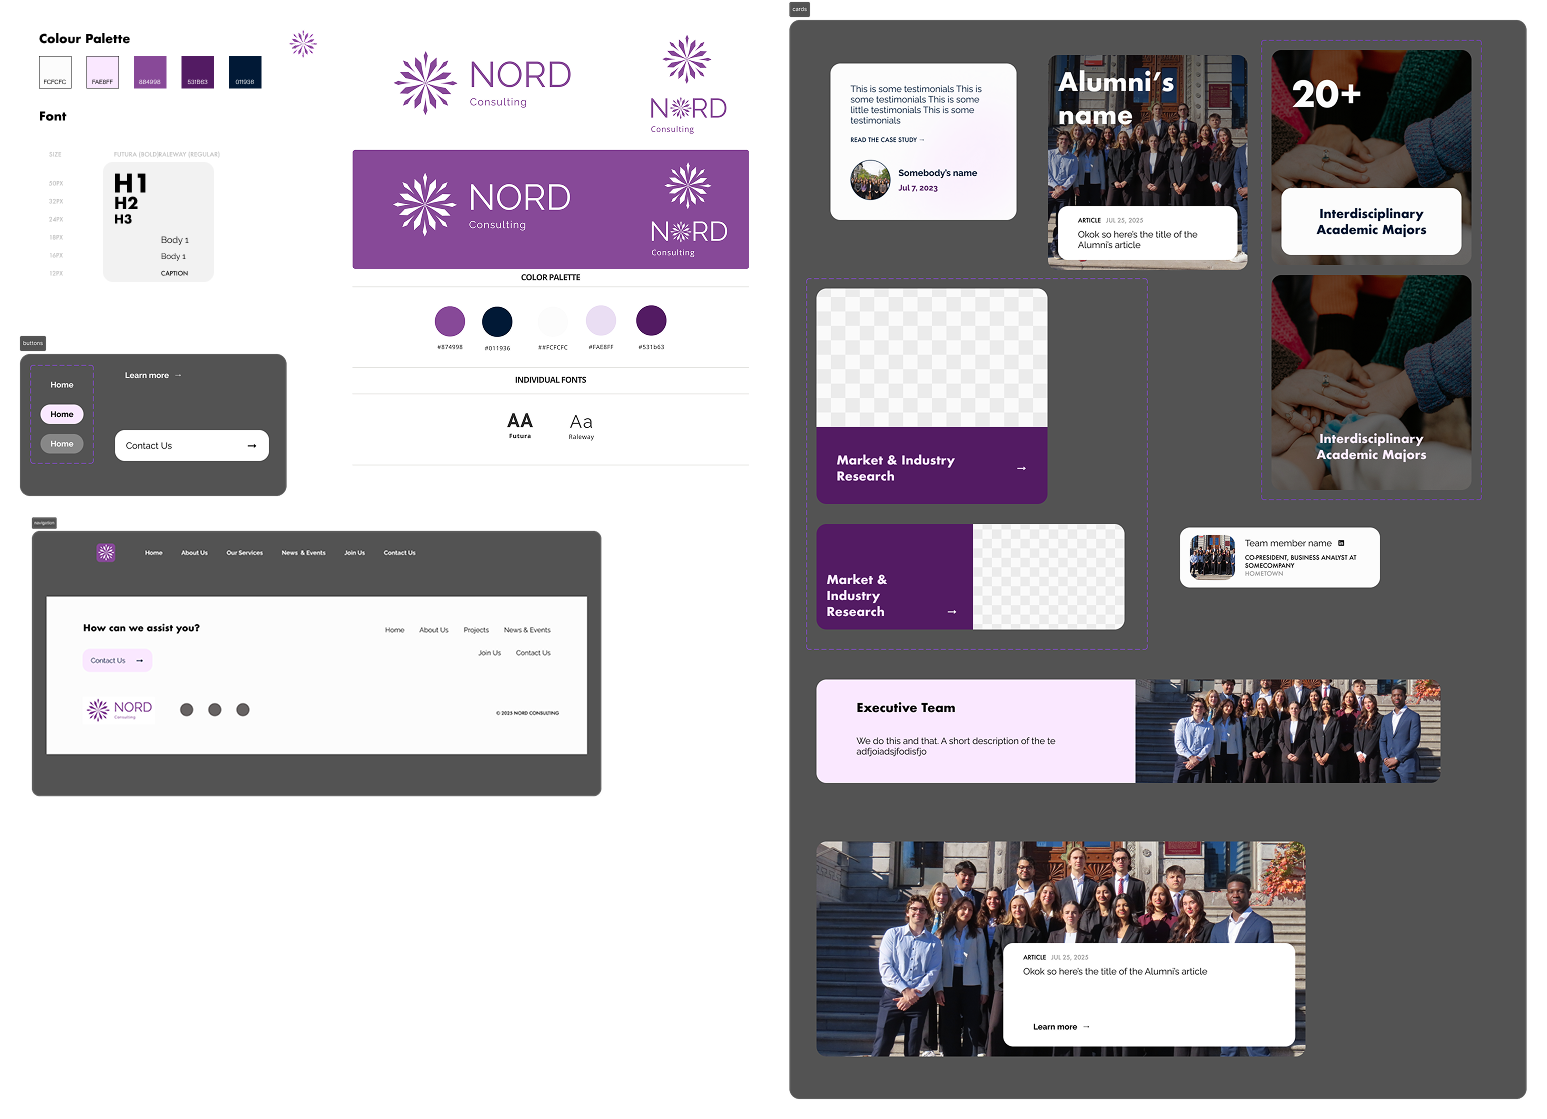 Colour Palette
FCFCFC
FAE8FF
884998
531B63
011938
Font
SIZE
FUTURA (BOLD)
RALEWAY (REGULAR)
50PX
H1
32PX
H2
24PX
H3
18PX
Body 1
16PX
Body 1
12PX
CAPTION
NORD
Consulting
NORD
Consulting
NORD
Consulting
NORD
Consulting
COLOR PALETTE
#874998
#011936
##FCFCFC
#FAE8FF
#531b63
INDIVIDUAL FONTS
AA
Futura
Aa
Raleway
buttons
Home
Home
Home
Learn more →
Contact Us →
navigation
Home
About Us
Our Services
News & Events
Join Us
Contact Us
How can we assist you?
Contact Us →
Home
About Us
Projects
News & Events
Join Us
Contact Us
NORD
Consulting
© 2025 NORD CONSULTING
cards
This is some testimonials This is
some testimonials This is some
little testimonials This is some
testimonials
READ THE CASE STUDY →
Somebody's name
Jul 7, 2023
Alumni's
name
ARTICLE JUL 25, 2025
Okok so here's the title of the
Alumni's article
20+
Interdisciplinary
Academic Majors
Interdisciplinary
Academic Majors
Market & Industry
Research →
Market &
Industry
Research →
Team member name
CO-PRESIDENT, BUSINESS ANALYST AT
SOMECOMPANY
HOMETOWN
Executive Team
We do this and that. A short description of the te
adfjoiadsjfodisfjo
ARTICLE JUL 25, 2025
Okok so here's the title of the Alumni's article
Learn more →